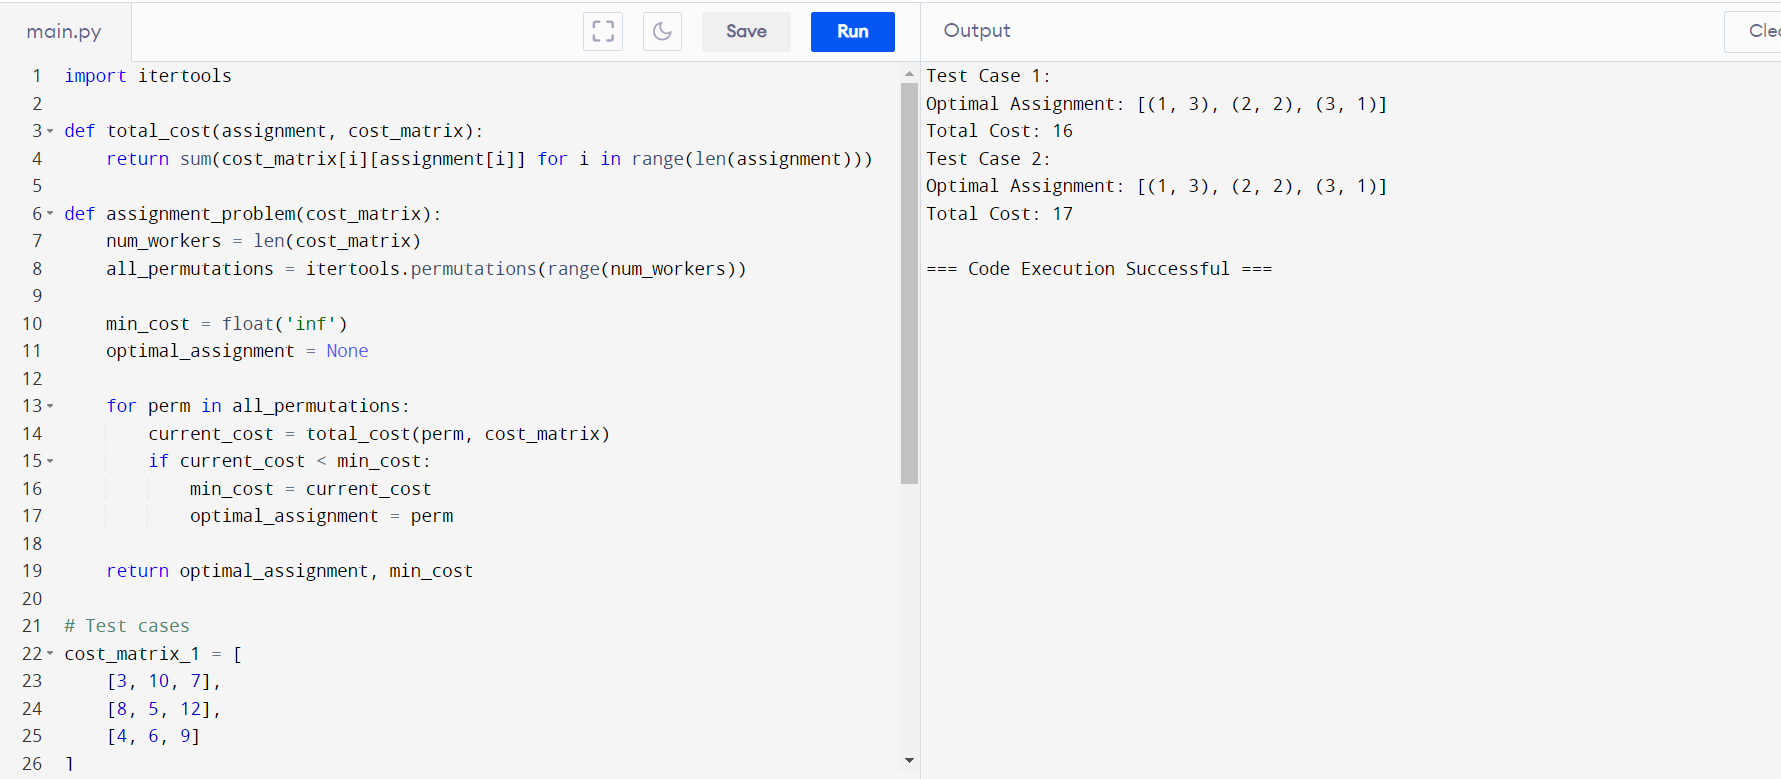 main.py
Save
Run
1 import itertools
2
3 def total_cost(assignment, cost_matrix):
4     return sum(cost_matrix[i][assignment[i]] for i in range(len(assignment)))
5
6 def assignment_problem(cost_matrix):
7     num_workers = len(cost_matrix)
8     all_permutations = itertools.permutations(range(num_workers))
9
10     min_cost = float('inf')
11     optimal_assignment = None
12
13     for perm in all_permutations:
14         current_cost = total_cost(perm, cost_matrix)
15         if current_cost < min_cost:
16             min_cost = current_cost
17             optimal_assignment = perm
18
19     return optimal_assignment, min_cost
20
21 # Test cases
22 cost_matrix_1 = [
23     [3, 10, 7],
24     [8, 5, 12],
25     [4, 6, 9]
26 ]
Output
Test Case 1:
Optimal Assignment: [(1, 3), (2, 2), (3, 1)]
Total Cost: 16
Test Case 2:
Optimal Assignment: [(1, 3), (2, 2), (3, 1)]
Total Cost: 17
=== Code Execution Successful ===